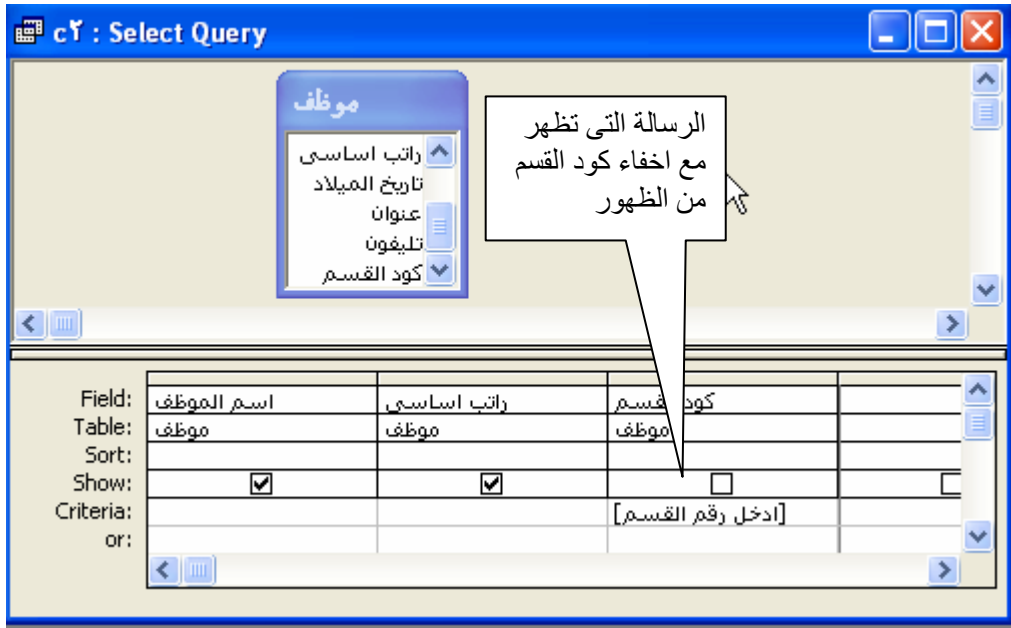 c٢ : Select Query
موظف
راتب اساسى
تاريخ الميلاد
عنوان
تليفون
كود القسم
الرسالة التى تظهر
مع اخفاء كود القسم
من الظهور
Field: اسم الموظف راتب اساسى كود القسم
Table: موظف موظف موظف
Sort:
Show:
Criteria: [ادخل رقم القسم]
or: